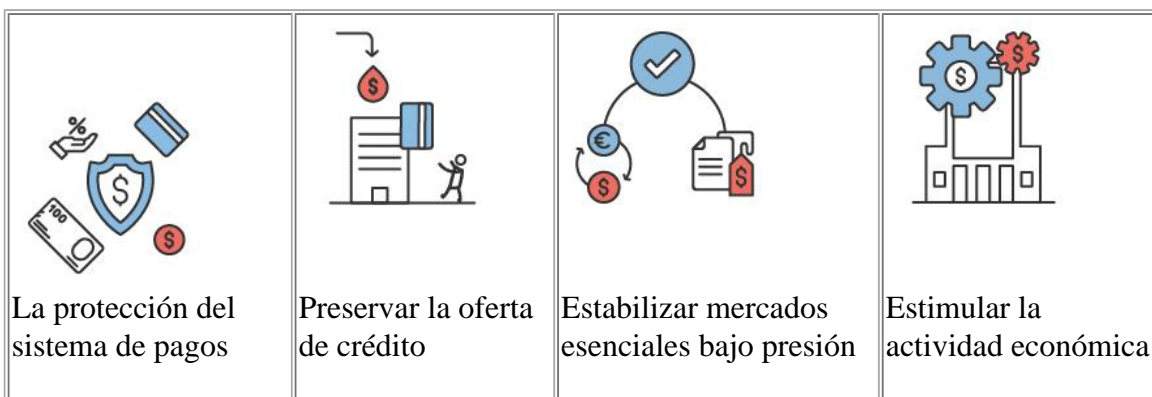 %
$
100
$
La protección del
sistema de pagos
$
Preservar la oferta
de crédito
€
$
$
Estabilizar mercados
esenciales bajo presión
$
$
Estimular la
actividad económica